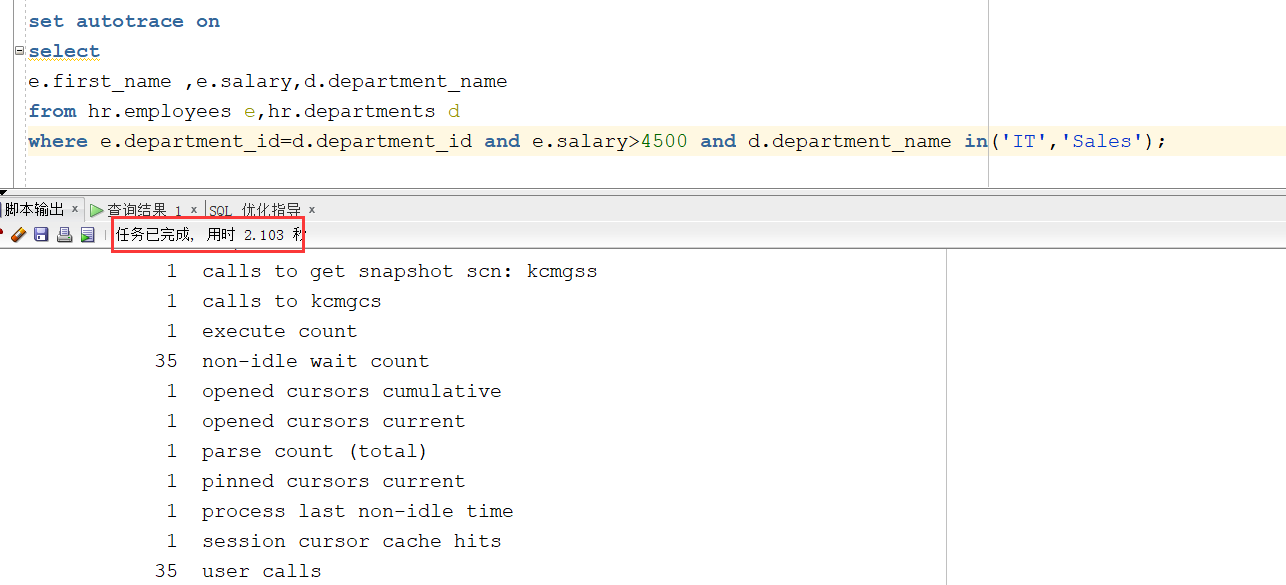 set autotrace on
select
e.first_name ,e.salary,d.department_name
from hr.employees e,hr.departments d
where e.department_id=d.department_id and e.salary>4500 and d.department_name in('IT','Sales');
脚本输出 × 查询结果 1 × SQL 优化指导 ×
任务已完成, 用时 2.103 秒
1 calls to get snapshot scn: kcmgss
1 calls to kcmgcs
1 execute count
35 non-idle wait count
1 opened cursors cumulative
1 opened cursors current
1 parse count (total)
1 pinned cursors current
1 process last non-idle time
1 session cursor cache hits
35 user calls